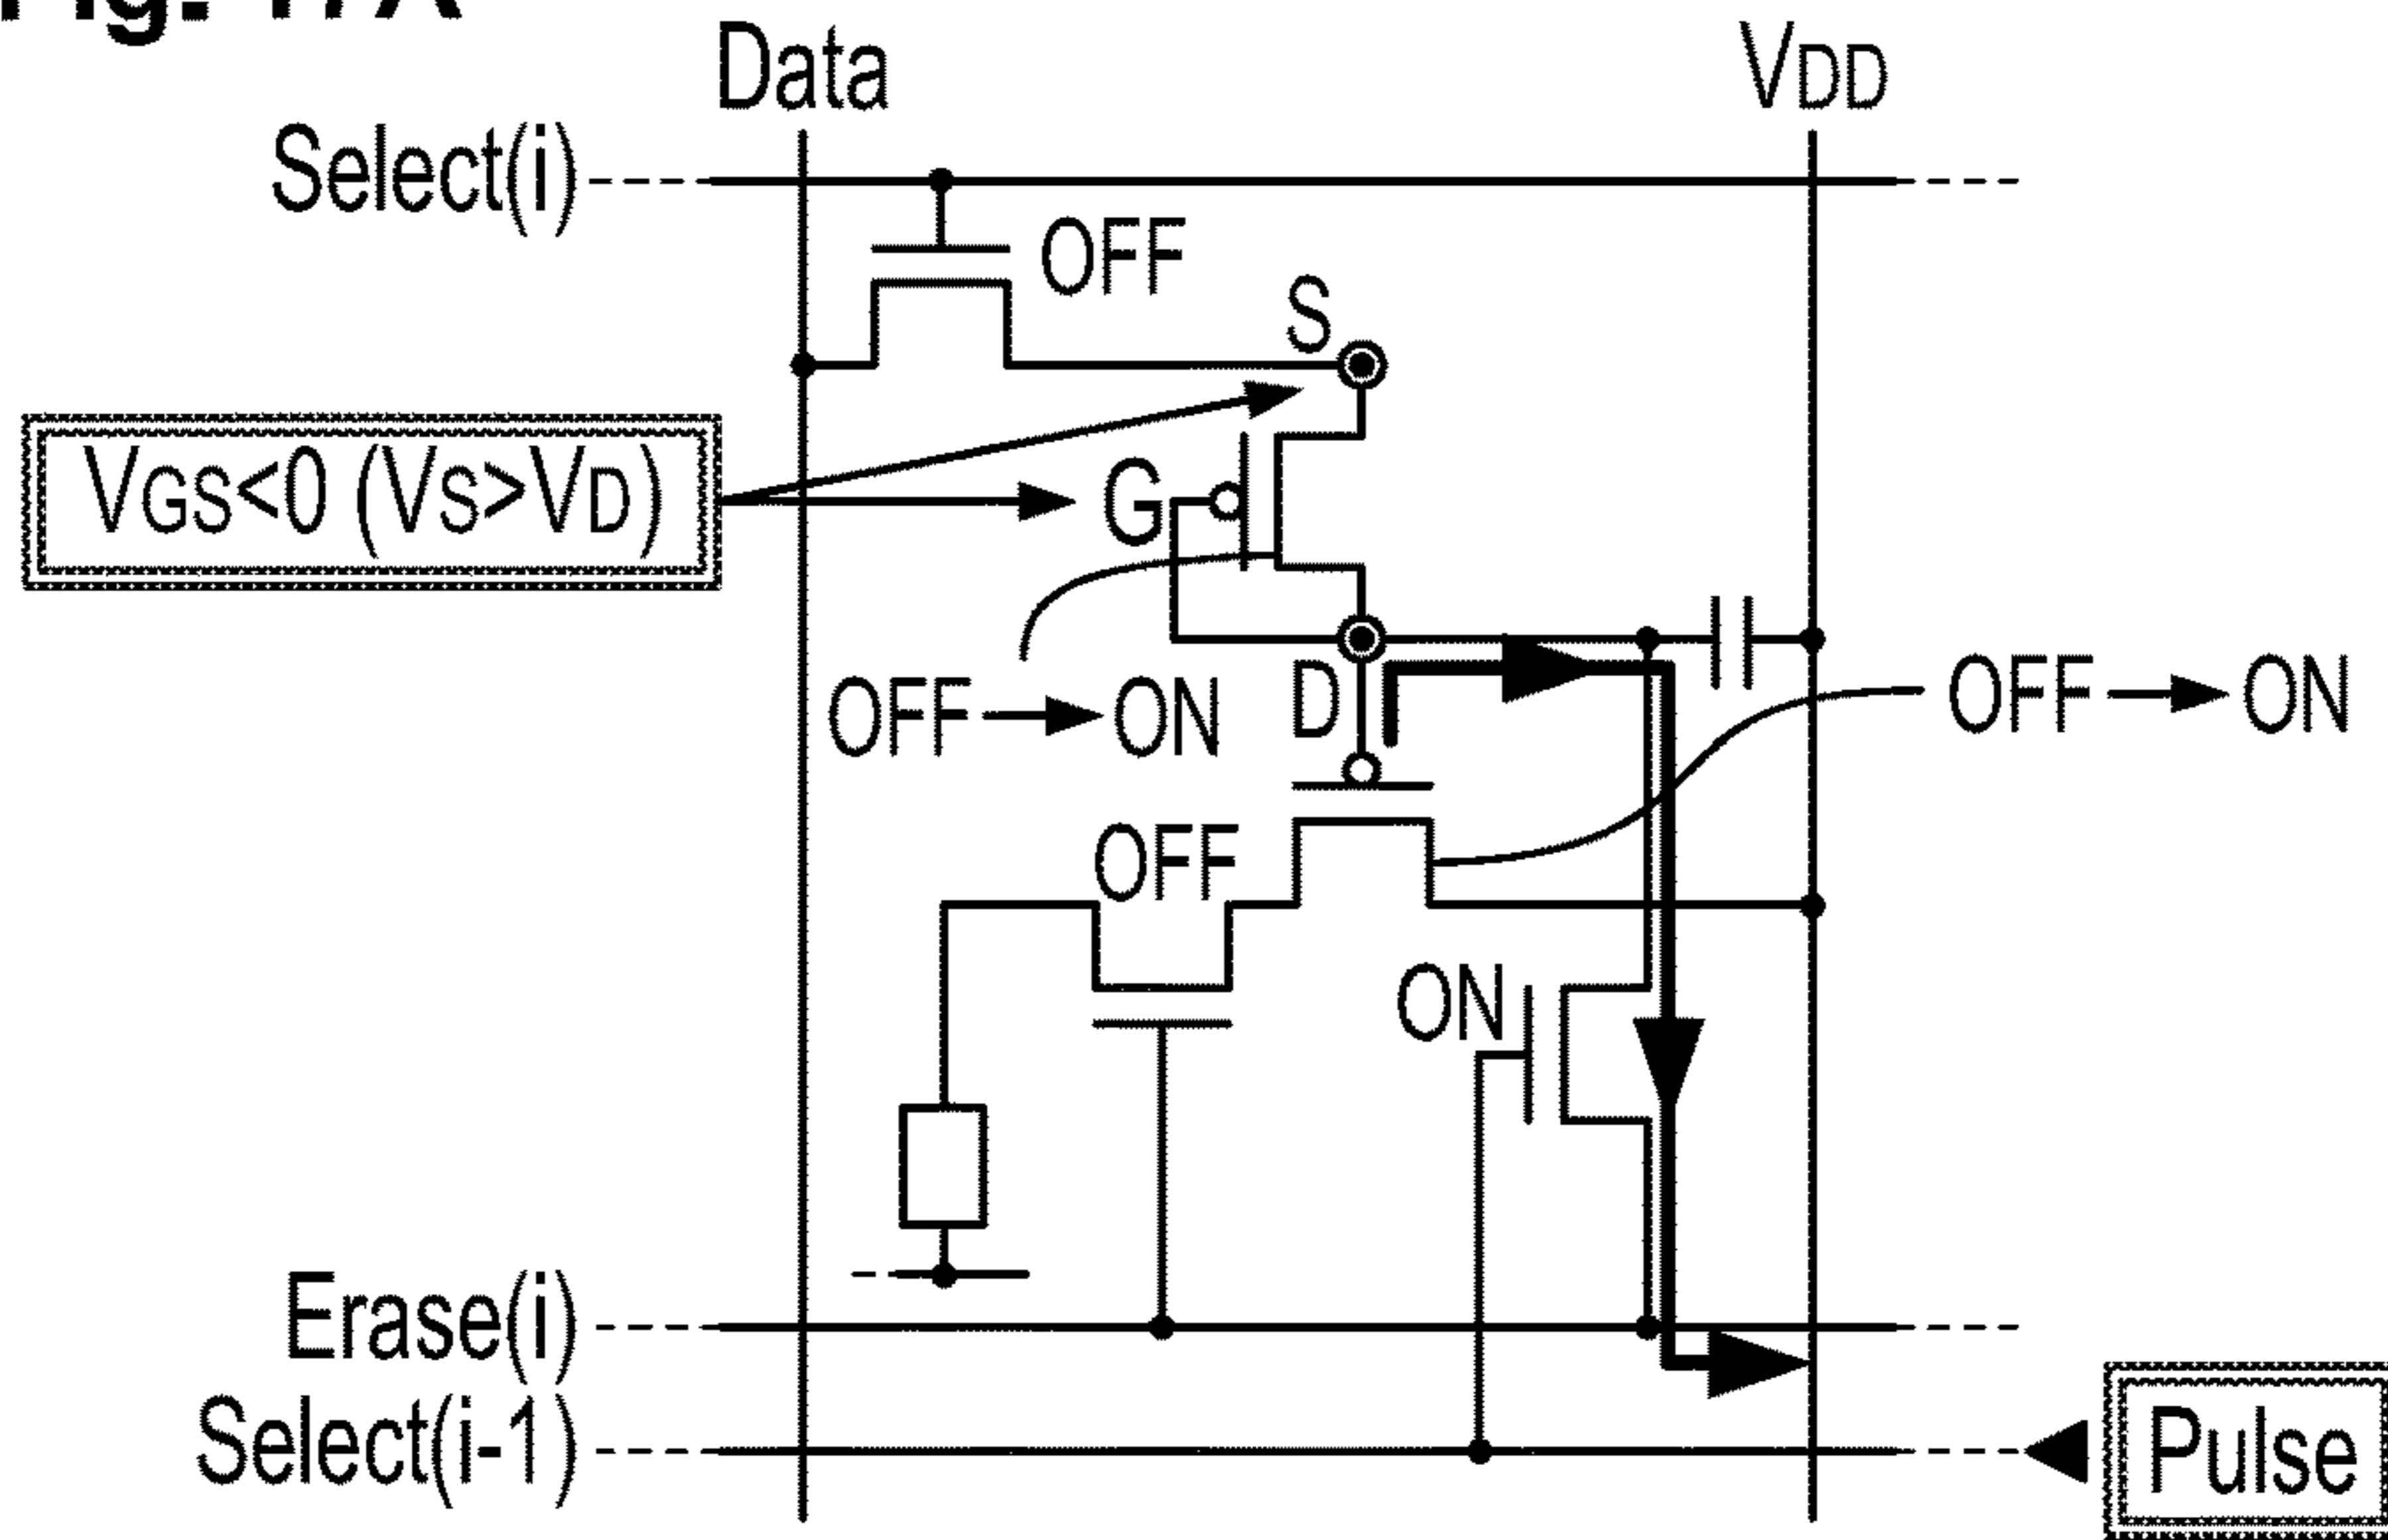 Data
VDD
Select(i)
OFF
S
VGS<0 (VS>VD)
G
OFF → ON
D
OFF → ON
OFF
ON
Erase(i)
Select(i-1)
Pulse